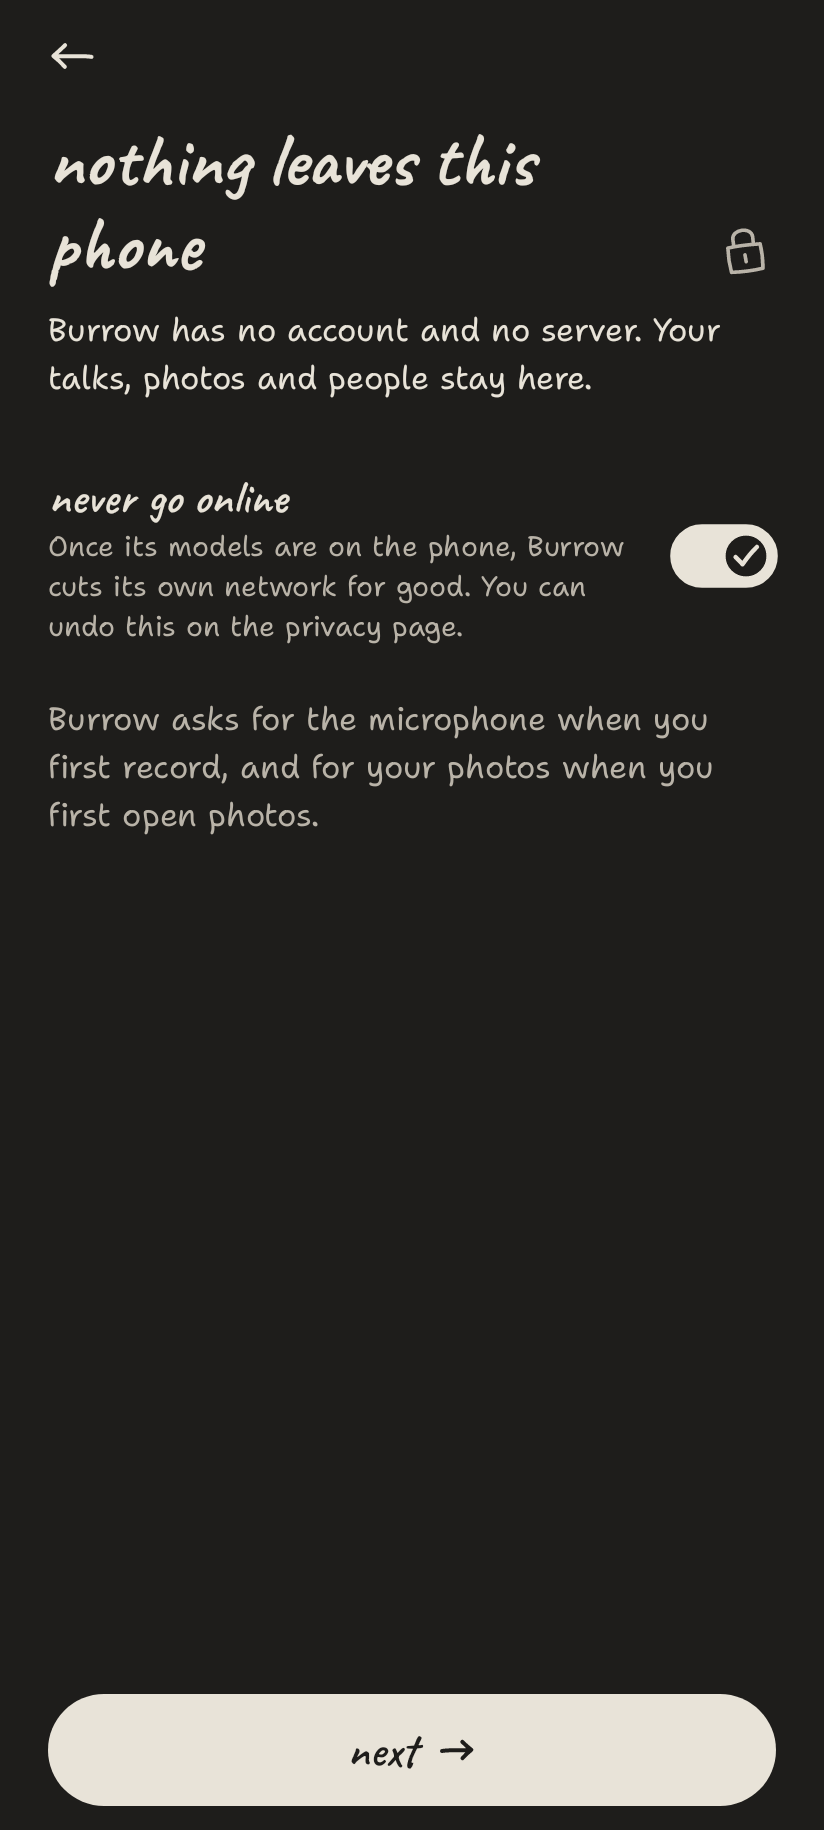 nothing leaves this
phone
Burrow has no account and no server. Your
talks, photos and people stay here.
never go online
Once its models are on the phone, Burrow
cuts its own network for good. You can
undo this on the privacy page.
Burrow asks for the microphone when you
first record, and for your photos when you
first open photos.
next →